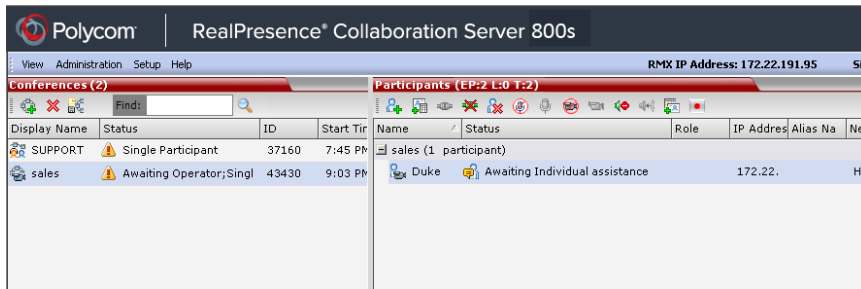 Polycom® RealPresence® Collaboration Server 800s
View Administration Setup Help RMX IP Address: 172.22.191.95
Conferences (2)
Find:
Display Name Status ID Start Tim
SUPPORT Single Participant 37160 7:45 PM
sales Awaiting Operator;Singl 43430 9:03 PM
Participants (EP:2 L:0 T:2)
Name Status Role IP Addres Alias Na Ne
sales (1 participant)
Duke Awaiting Individual assistance 172.22. H